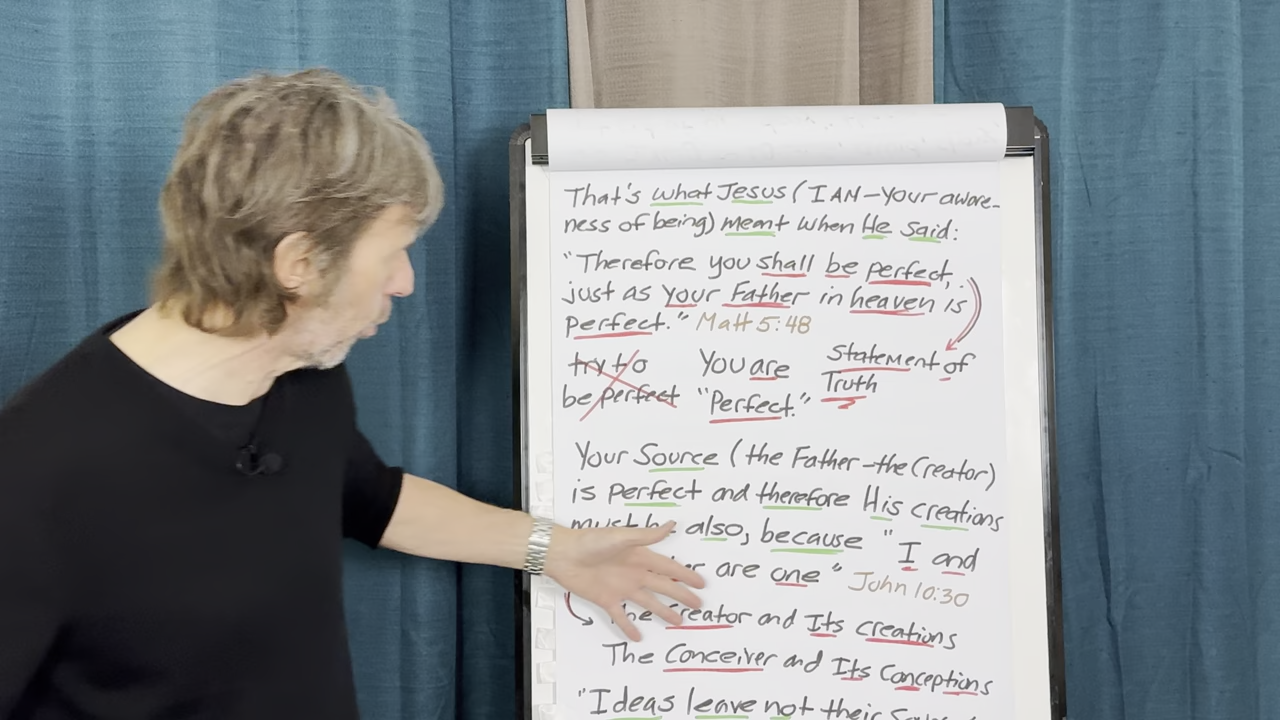 That's what Jesus (I AM—Your aware-
ness of being) meant when He said:
"Therefore you shall be perfect,
just as your Father in heaven is
perfect." Matt 5:48
try to be perfect
You are "Perfect."
Statement of Truth
Your Source (the Father—the Creator)
is perfect and therefore His creations
must be also, because "I and
are one" John 10:30
The Creator and Its creations
The Conceiver and Its Conceptions
"Ideas leave not their